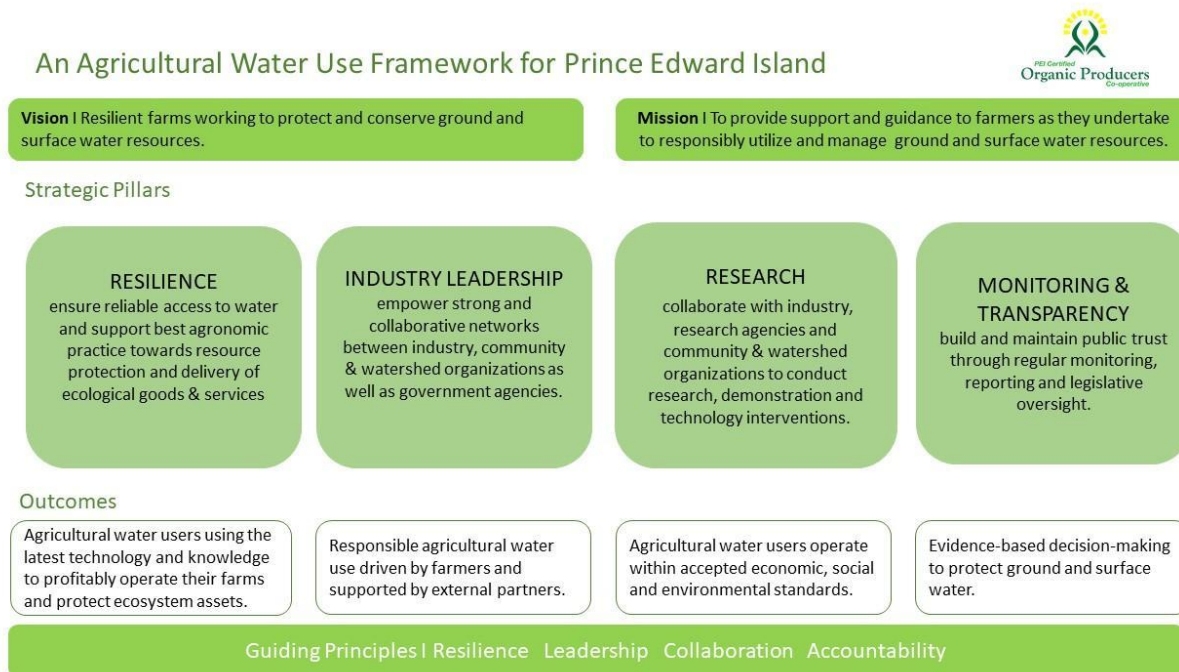 PEI Certified
Organic Producers
Co-operative
An Agricultural Water Use Framework for Prince Edward Island
Vision I Resilient farms working to protect and conserve ground and
surface water resources.
Mission I To provide support and guidance to farmers as they undertake
to responsibly utilize and manage ground and surface water resources.
Strategic Pillars
RESILIENCE
ensure reliable access to water
and support best agronomic
practice towards resource
protection and delivery of
ecological goods & services
INDUSTRY LEADERSHIP
empower strong and
collaborative networks
between industry, community
& watershed organizations as
well as government agencies.
RESEARCH
collaborate with industry,
research agencies and
community & watershed
organizations to conduct
research, demonstration and
technology interventions.
MONITORING &
TRANSPARENCY
build and maintain public trust
through regular monitoring,
reporting and legislative
oversight.
Outcomes
Agricultural water users using the
latest technology and knowledge
to profitably operate their farms
and protect ecosystem assets.
Responsible agricultural water
use driven by farmers and
supported by external partners.
Agricultural water users operate
within accepted economic, social
and environmental standards.
Evidence-based decision-making
to protect ground and surface
water.
Guiding Principles I Resilience Leadership Collaboration Accountability